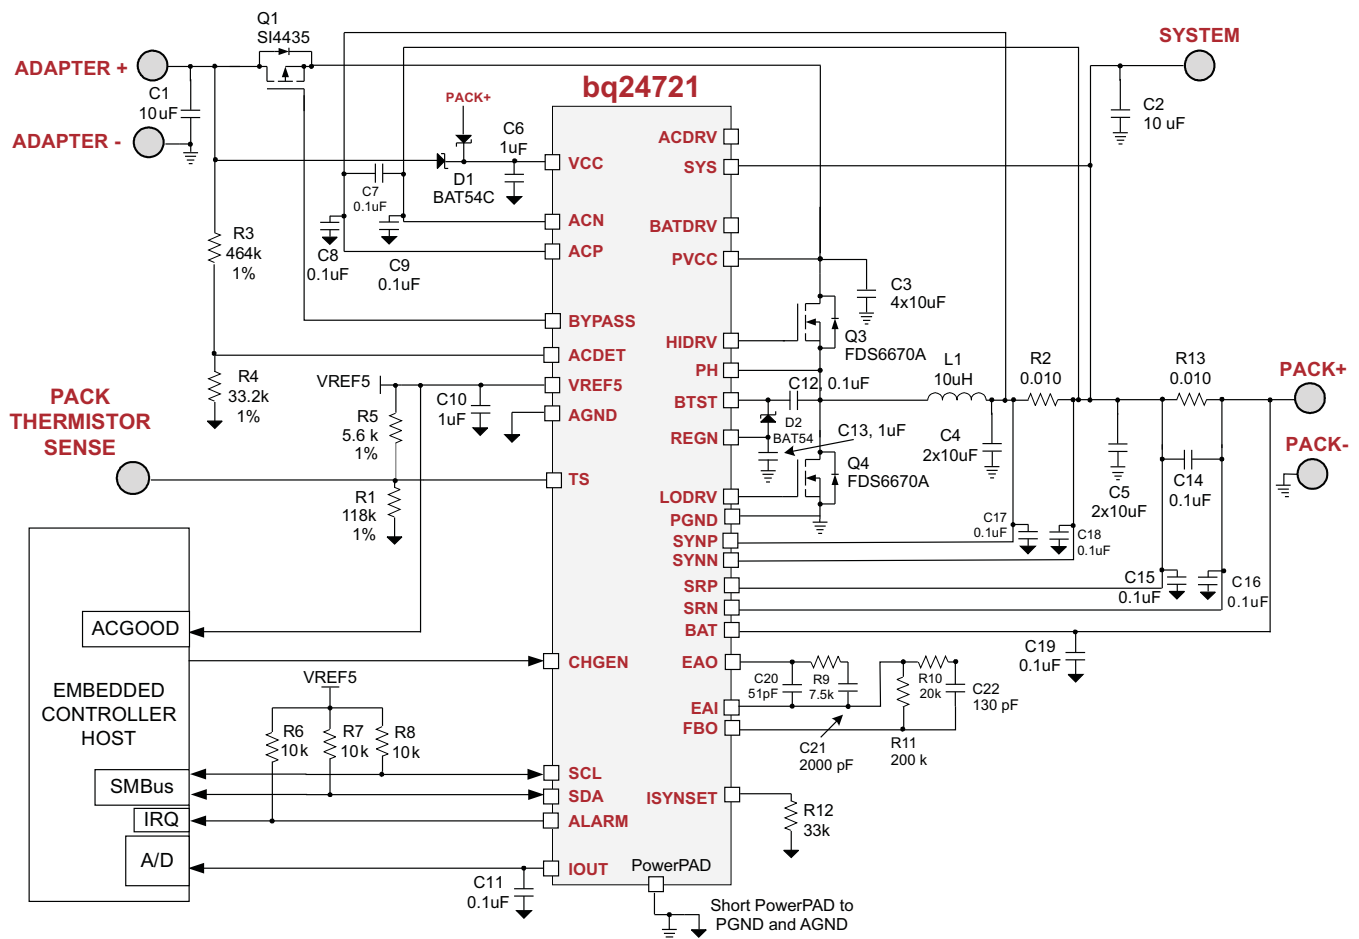 Q1
SI4435
SYSTEM
ADAPTER +
C1
10uF
bq24721
PACK+
C6
1uF
C2
10 uF
ADAPTER -
ACDRV
VCC
SYS
D1
BAT54C
C7
0.1uF
ACN
BATDRV
R3
464k
1%
C8
0.1uF
C9
0.1uF
ACP
PVCC
C3
4x10uF
BYPASS
HIDRV
Q3
FDS6670A
ACDET
PH
L1
10uH
R2
0.010
R13
0.010
PACK+
R4
33.2k
1%
VREF5
VREF5
C12, 0.1uF
PACK
THERMISTOR
SENSE
R5
5.6 k
1%
C10
1uF
AGND
BTST
D2
BAT54
C13, 1uF
REGN
C4
2x10uF
PACK-
TS
Q4
FDS6670A
C14
0.1uF
C5
2x10uF
R1
118k
1%
LODRV
PGND
C17
0.1uF
C18
0.1uF
SYNP
SYNN
SRP
C15
0.1uF
C16
0.1uF
SRN
ACGOOD
BAT
C19
0.1uF
CHGEN
EAO
C20
51pF
R9
7.5k
R10
20k
C22
130 pF
EMBEDDED
CONTROLLER
HOST
VREF5
EAI
FBO
R6
10k
R7
10k
R8
10k
C21
2000 pF
R11
200 k
SMBus
SCL
SDA
ISYNSET
IRQ
ALARM
R12
33k
A/D
IOUT
PowerPAD
C11
0.1uF
Short PowerPAD to
PGND and AGND